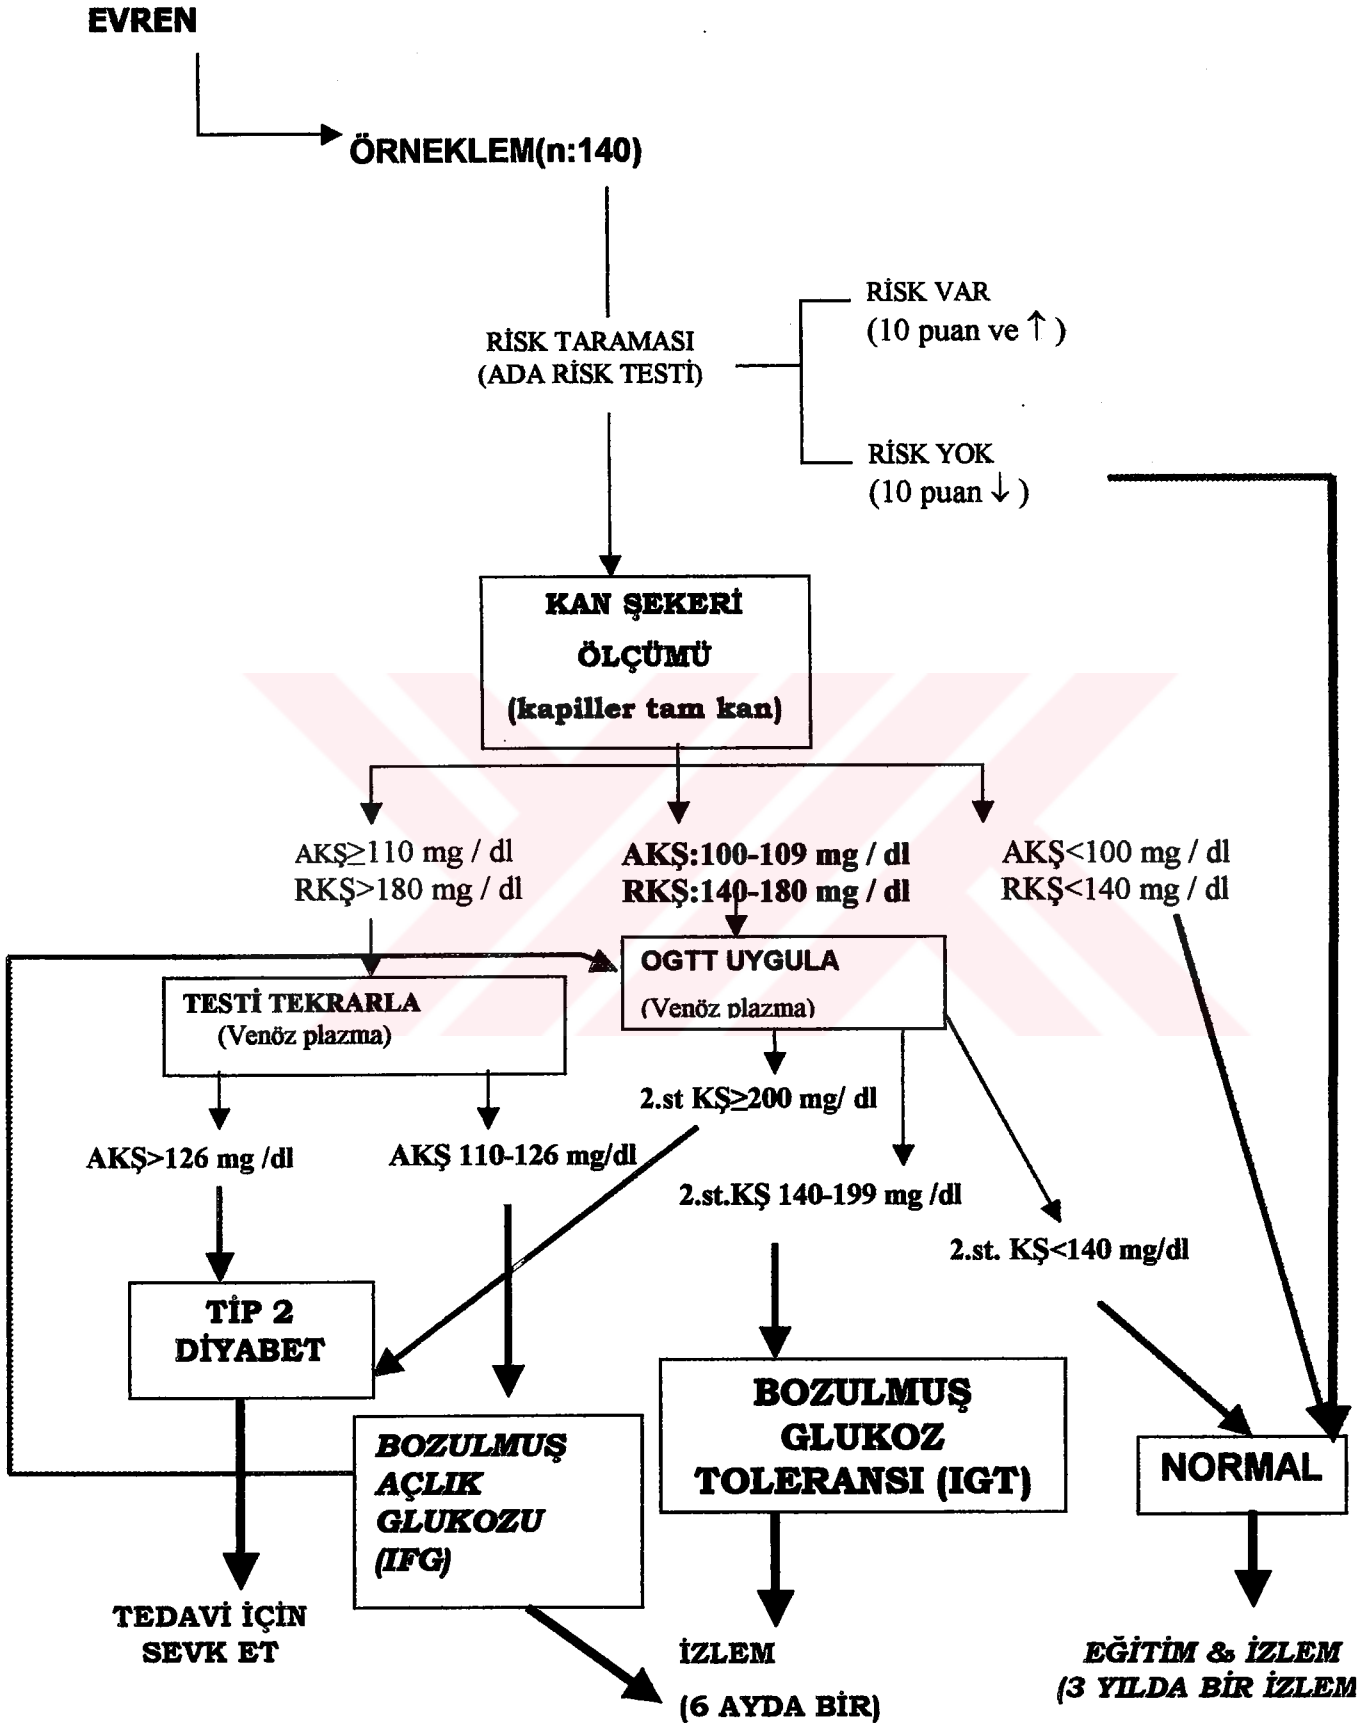 EVREN
ÖRNEKLEM(n:140)
RİSK VAR
(10 puan ve ↑ )
RİSK TARAMASI
(ADA RİSK TESTİ)
RİSK YOK
(10 puan ↓ )
KAN ŞEKERİ
ÖLÇÜMÜ
(kapiller tam kan)
AKŞ≥110 mg / dl
RKŞ>180 mg / dl
AKŞ:100-109 mg / dl
RKŞ:140-180 mg / dl
AKŞ<100 mg / dl
RKŞ<140 mg / dl
OGTT UYGULA
(Venöz plazma)
TESTİ TEKRARLA
(Venöz plazma)
2.st KŞ≥200 mg/ dl
AKŞ>126 mg /dl
AKŞ 110-126 mg/dl
2.st.KŞ 140-199 mg /dl
2.st. KŞ<140 mg/dl
TİP 2
DİYABET
BOZULMUŞ
GLUKOZ
TOLERANSI (IGT)
BOZULMUŞ
AÇLIK
GLUKOZU
(IFG)
NORMAL
TEDAVİ İÇİN
SEVK ET
İZLEM
(6 AYDA BİR)
EĞİTİM & İZLEM
(3 YILDA BİR İZLEM